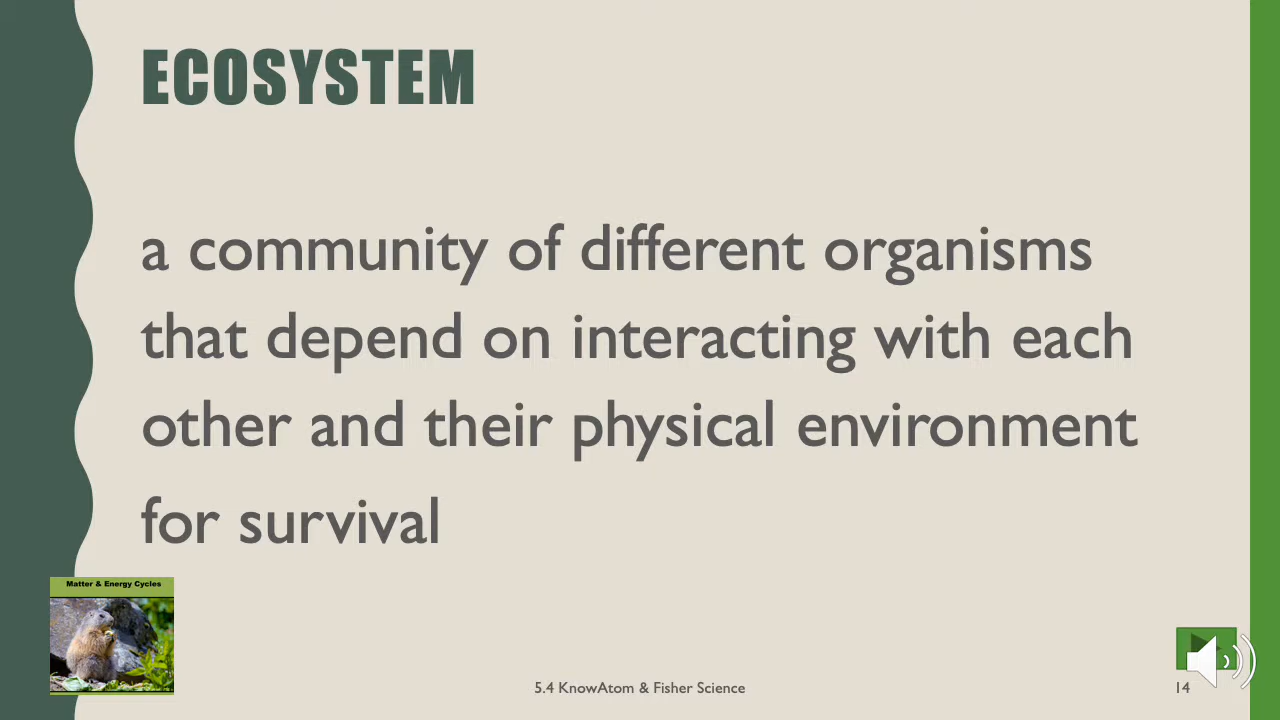 ECOSYSTEM
a community of different organisms
that depend on interacting with each
other and their physical environment
for survival
Matter & Energy Cycles
5.4 KnowAtom & Fisher Science
14